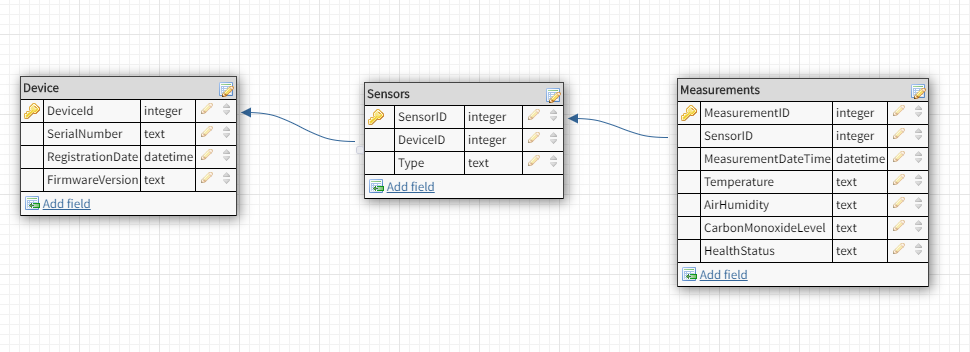 Device
DeviceId integer
SerialNumber text
RegistrationDate datetime
FirmwareVersion text
Add field
Sensors
SensorID integer
DeviceID integer
Type text
Add field
Measurements
MeasurementID integer
SensorID integer
MeasurementDateTime datetime
Temperature text
AirHumidity text
CarbonMonoxideLevel text
HealthStatus text
Add field